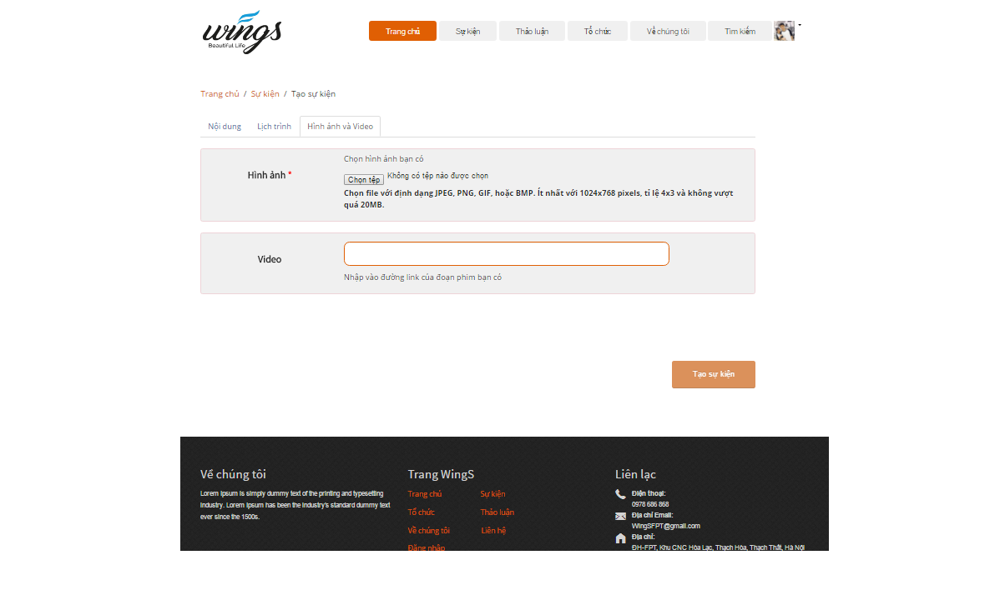 wings
Beautiful Life
Trang chủ
Sự kiện
Thảo luận
Tổ chức
Về chúng tôi
Tìm kiếm
Trang chủ / Sự kiện / Tạo sự kiện
Nội dung
Lịch trình
Hình ảnh và Video
Chọn hình ảnh bạn có
Hình ảnh *
Chọn tệp Không có tệp nào được chọn
Chọn file với định dạng JPEG, PNG, GIF, hoặc BMP. Ít nhất với 1024x768 pixels, tỉ lệ 4x3 và không vượt
quá 20MB.
Video
Nhập vào đường link của đoạn phim bạn có
Tạo sự kiện
Về chúng tôi
Lorem Ipsum is simply dummy text of the printing and typesetting
industry. Lorem Ipsum has been the industry's standard dummy text
ever since the 1500s.
Trang WingS
Trang chủ
Sự kiện
Tổ chức
Thảo luận
Về chúng tôi
Liên hệ
Đăng nhập
Liên lạc
Điện thoại:
0978 686 868
Địa chỉ Email:
WingSFPT@gmail.com
Địa chỉ:
ĐH-FPT, Khu CNC Hòa Lạc, Thạch Hòa, Thạch Thất, Hà Nội